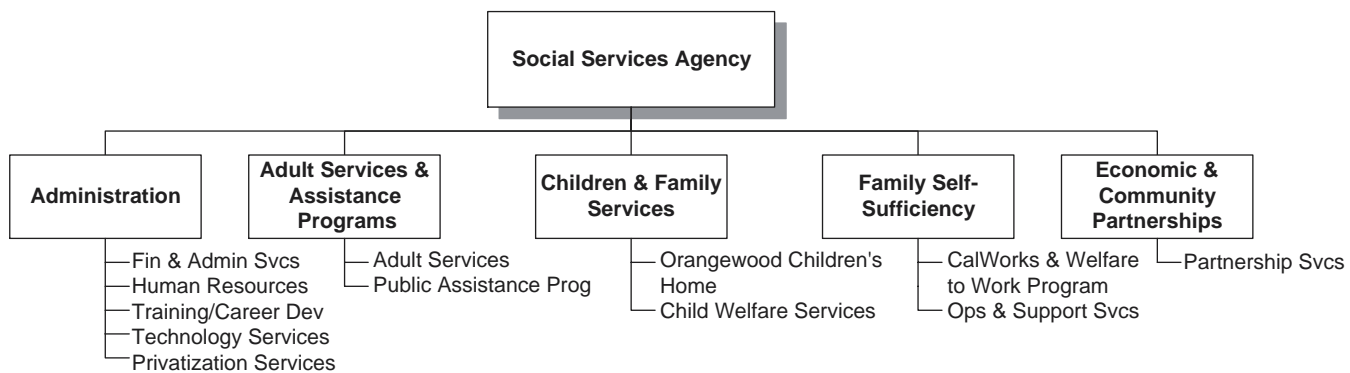 Social Services Agency
Administration
Adult Services &
Assistance
Programs
Children & Family
Services
Family Self-
Sufficiency
Economic &
Community
Partnerships
Fin & Admin Svcs
Human Resources
Training/Career Dev
Technology Services
Privatization Services
Adult Services
Public Assistance Prog
Orangewood Children's
Home
Child Welfare Services
CalWorks & Welfare
to Work Program
Ops & Support Svcs
Partnership Svcs